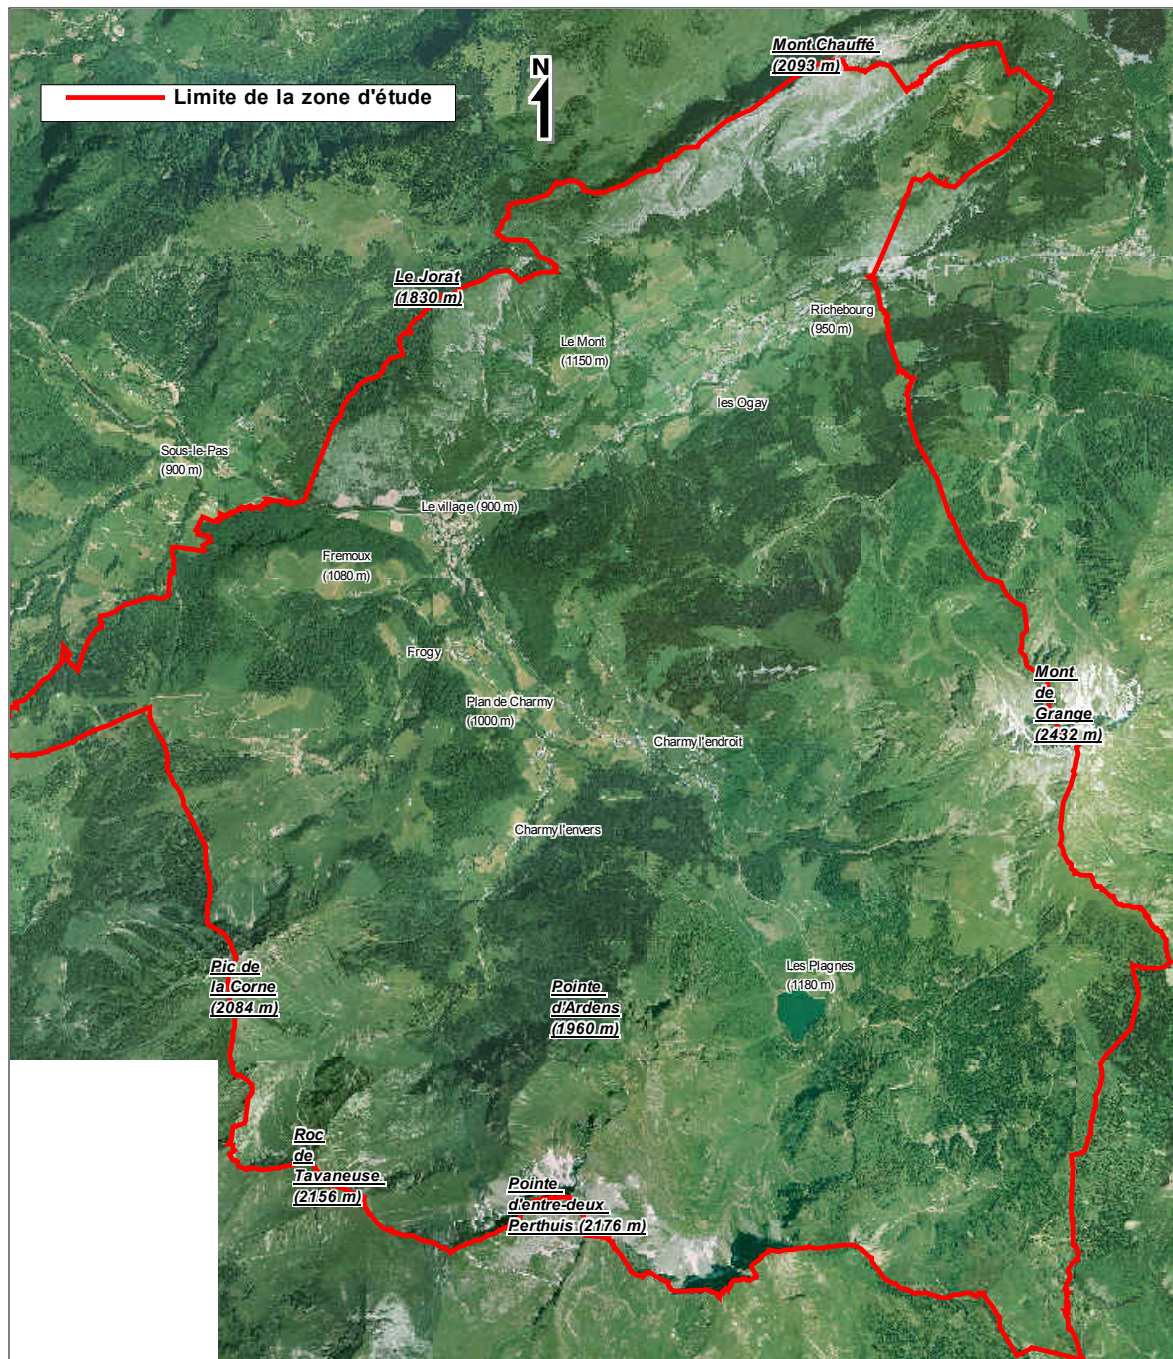 Mont Chauffé
(2093 m)
N
Limite de la zone d'étude
Le Jorat
(1830 m)
Richebourg
(950 m)
Le Mont
(1150 m)
les Ogay
Sous-le-Pas
(900 m)
Le village (900 m)
Fremoux
(1080 m)
Frogy
Mont
de
Grange
(2432 m)
Plan de Charmy
(1000 m)
Charmy l'endroit
Charmy l'envers
Pic de
la Corne
(2084 m)
Les Plagnes
(1180 m)
Pointe
d'Ardens
(1960 m)
Roc
de
Tavaneuse
(2156 m)
Pointe
d'entre-deux
Perthuis (2176 m)